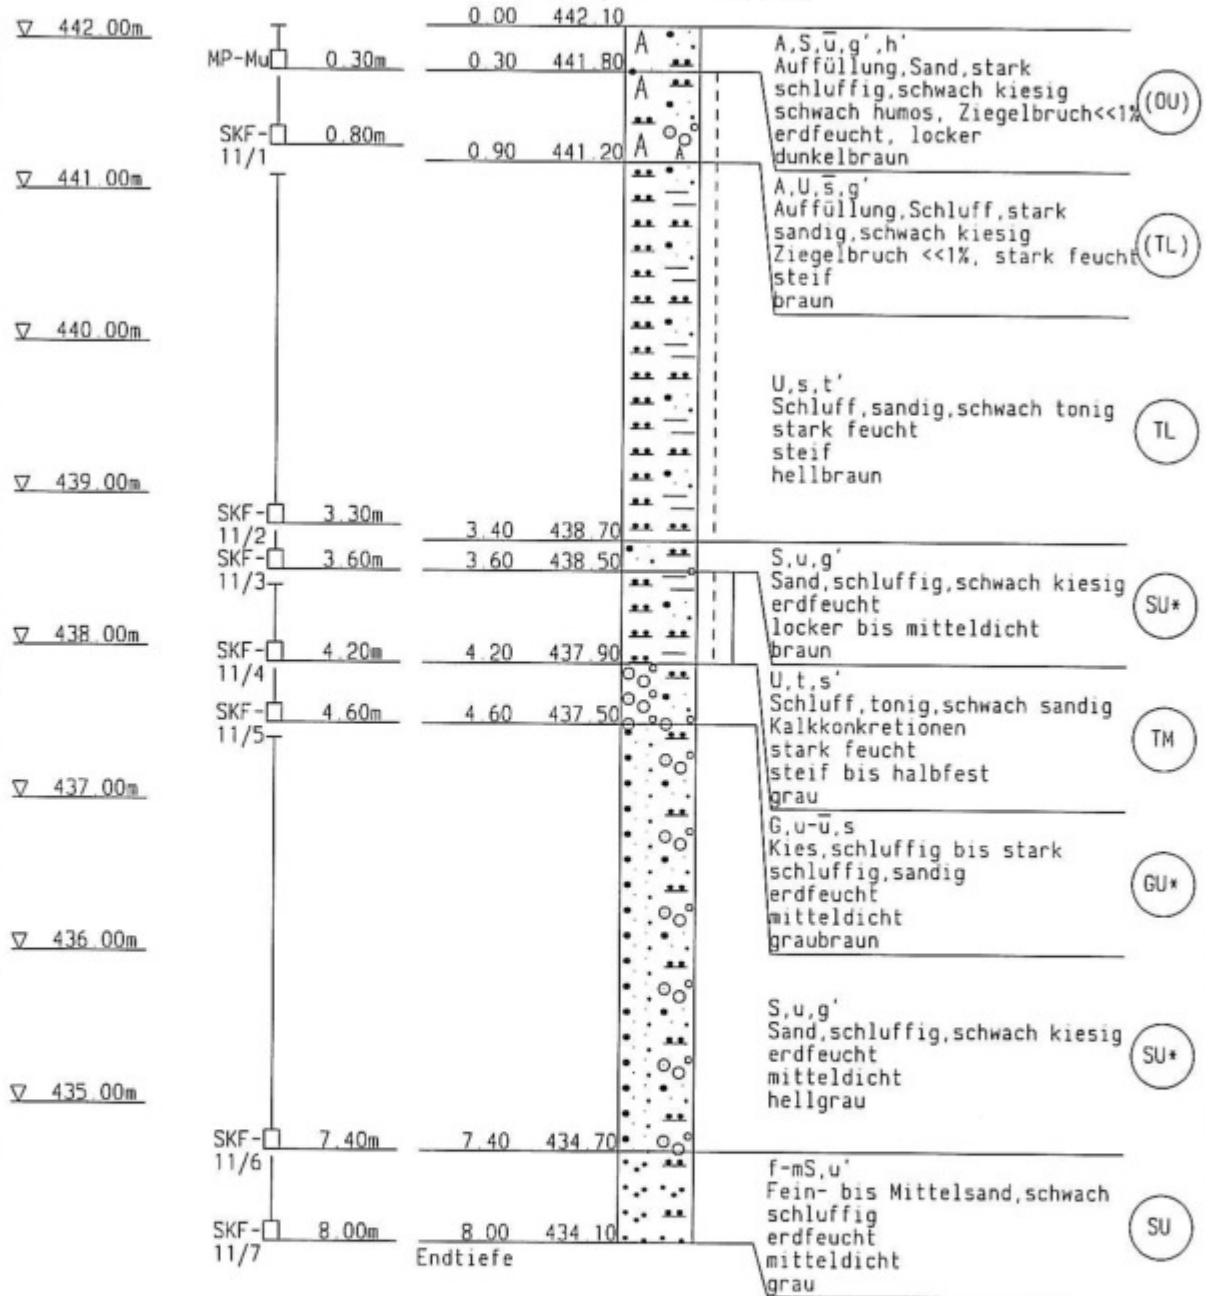 0.00 442.10
442.00m
A
A,S,u̅,g',h'
MP-Mu 0.30m 0.30 441.80
Auffüllung,Sand,stark
schluffig,schwach kiesig
schwach humos, Ziegelbruch<<1%
erdfeucht, locker
dunkelbraun
(OU)
A
SKF-
11/1
0.80m
0.90 441.20
A
A
441.00m
A,U,s̅,g'
Auffüllung,Schluff,stark
sandig,schwach kiesig
Ziegelbruch <<1%, stark feucht
steif
braun
(TL)
440.00m
U,s,t'
Schluff,sandig,schwach tonig
stark feucht
steif
hellbraun
TL
439.00m
SKF-
11/2
3.30m
3.40 438.70
SKF-
11/3
3.60m
3.60 438.50
S,u,g'
Sand,schluffig,schwach kiesig
erdfeucht
locker bis mitteldicht
braun
SU*
438.00m
SKF-
11/4
4.20m
4.20 437.90
U,t,s'
Schluff,tonig,schwach sandig
Kalkkonkretionen
stark feucht
steif bis halbfest
grau
TM
SKF-
11/5
4.60m
4.60 437.50
437.00m
G,u-u̅,s
Kies,schluffig bis stark
schluffig,sandig
erdfeucht
mitteldicht
graubraun
GU*
436.00m
S,u,g'
Sand,schluffig,schwach kiesig
erdfeucht
mitteldicht
hellgrau
SU*
435.00m
SKF-
11/6
7.40m
7.40 434.70
f-mS,u'
Fein- bis Mittelsand,schwach
schluffig
erdfeucht
mitteldicht
grau
SU
SKF-
11/7
8.00m
8.00 434.10
Endtiefe